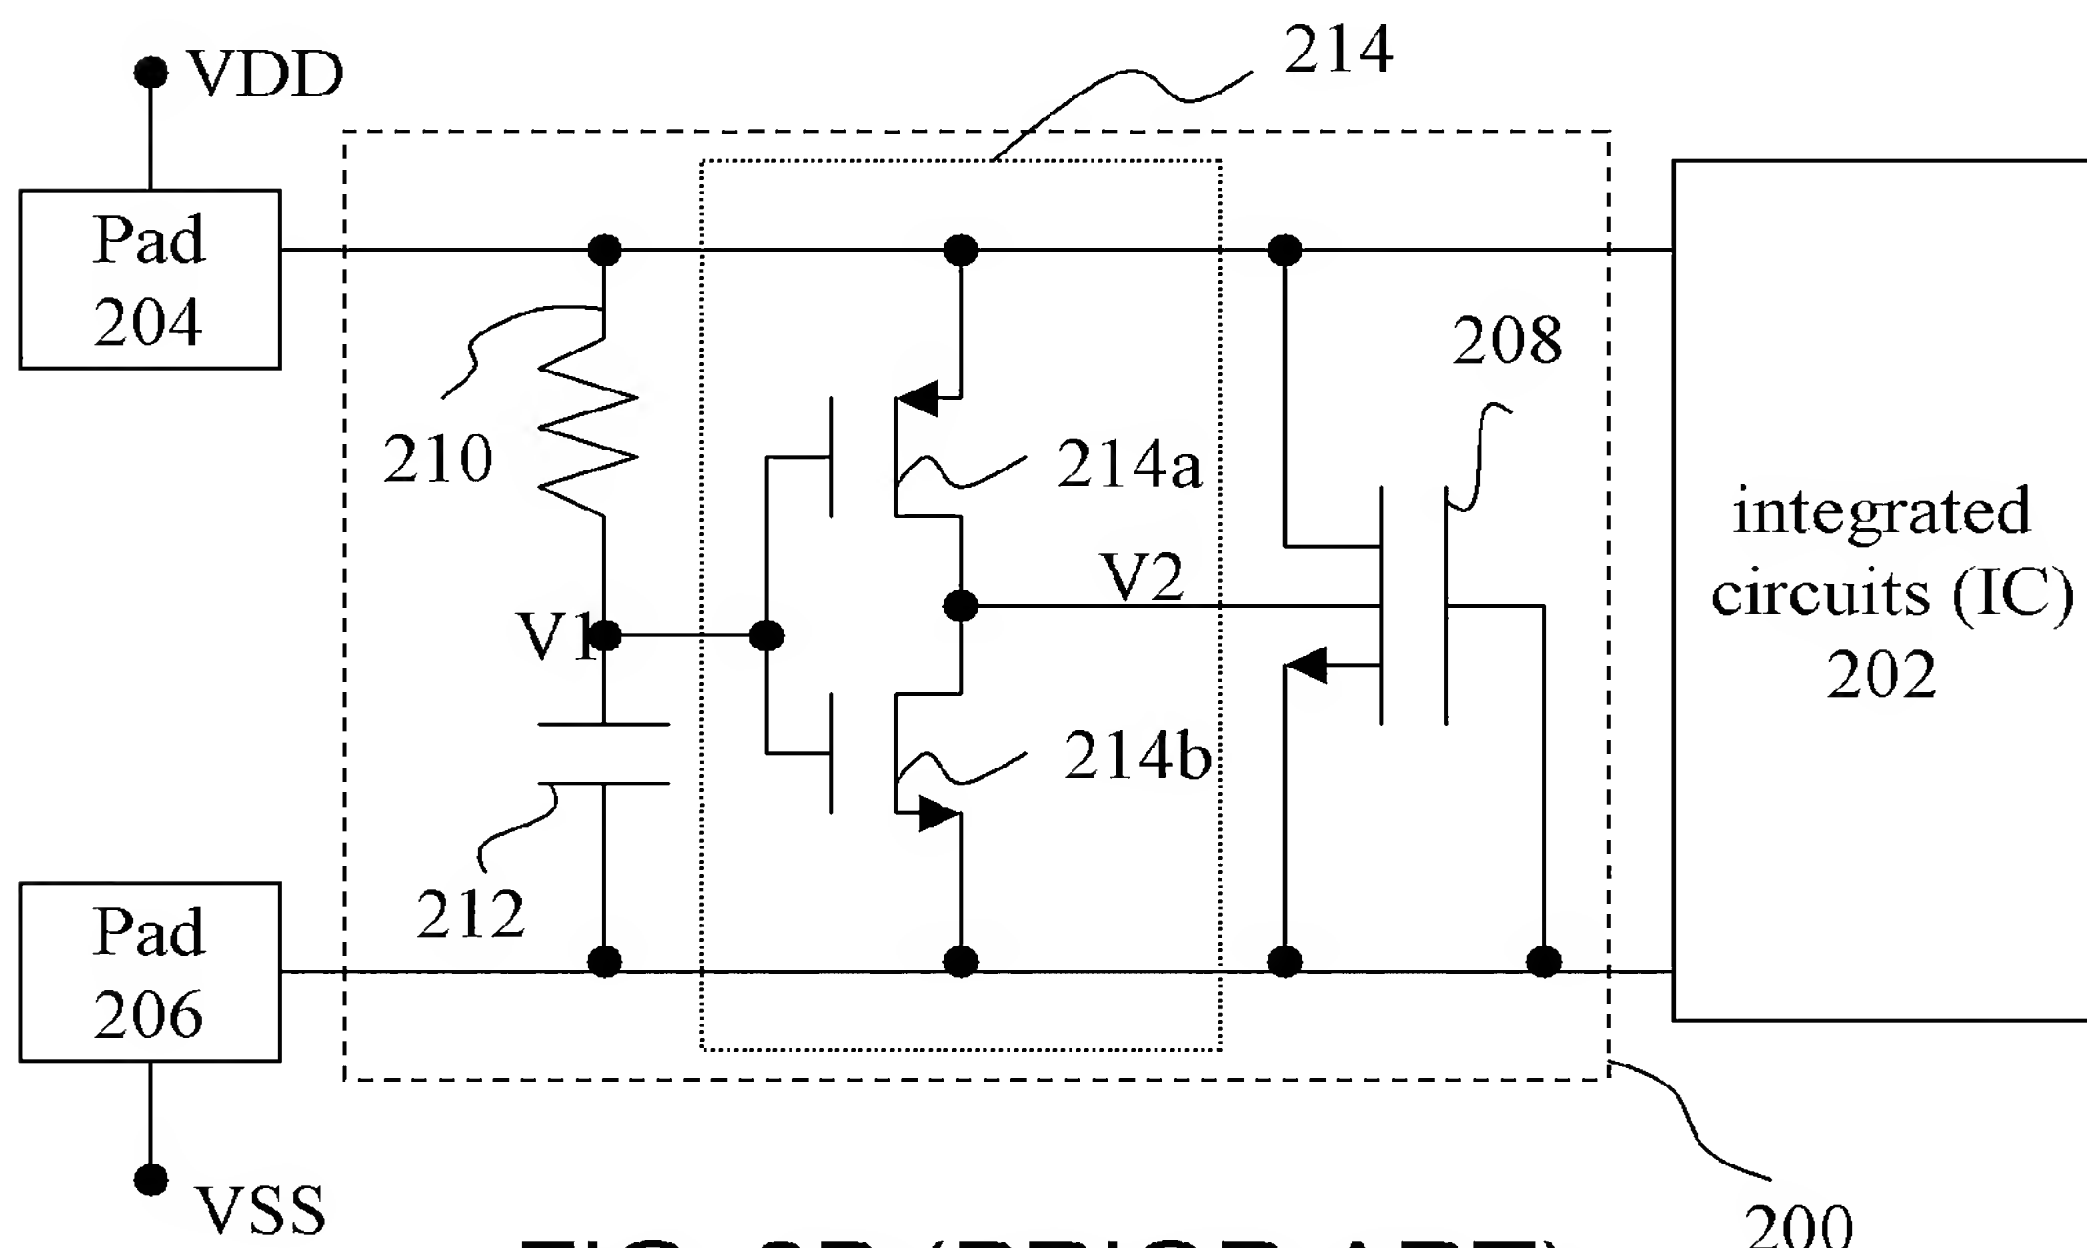 214
VDD
Pad
204
208
210
214a
integrated
circuits (IC)
202
V2
V1
214b
212
Pad
206
VSS
200